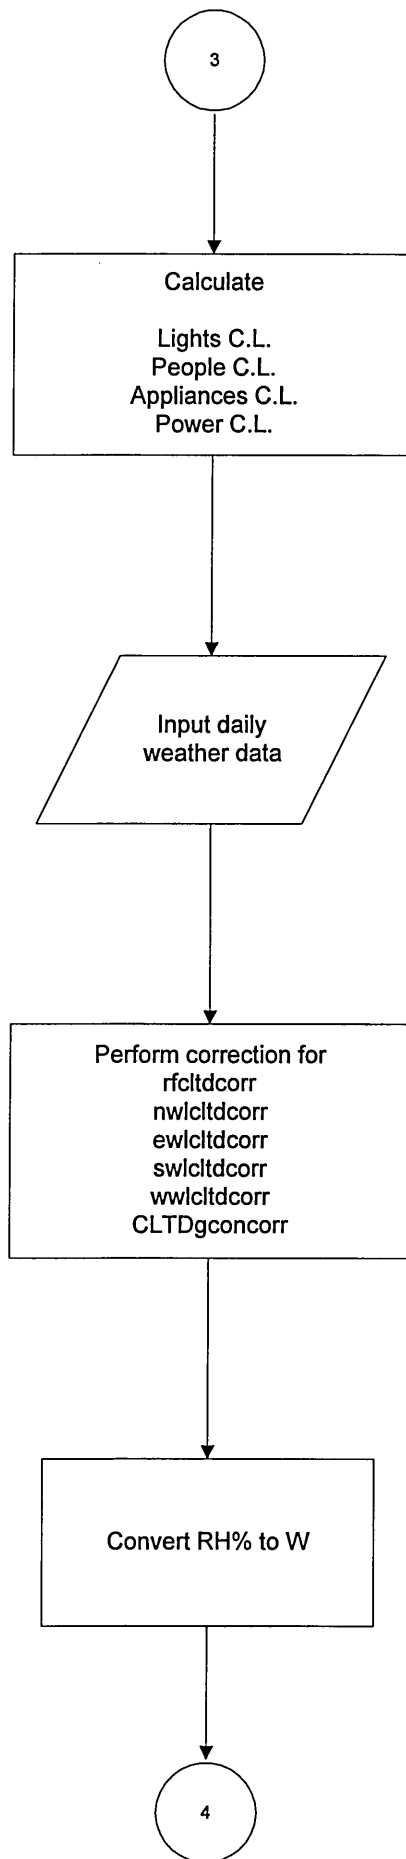 3
Calculate
Lights C.L.
People C.L.
Appliances C.L.
Power C.L.
Input daily
weather data
Perform correction for
rfcltdcorr
nwlcltdcorr
ewlcltdcorr
swlcltdcorr
wwlcltdcorr
CLTDgconcorr
Convert RH% to W
4